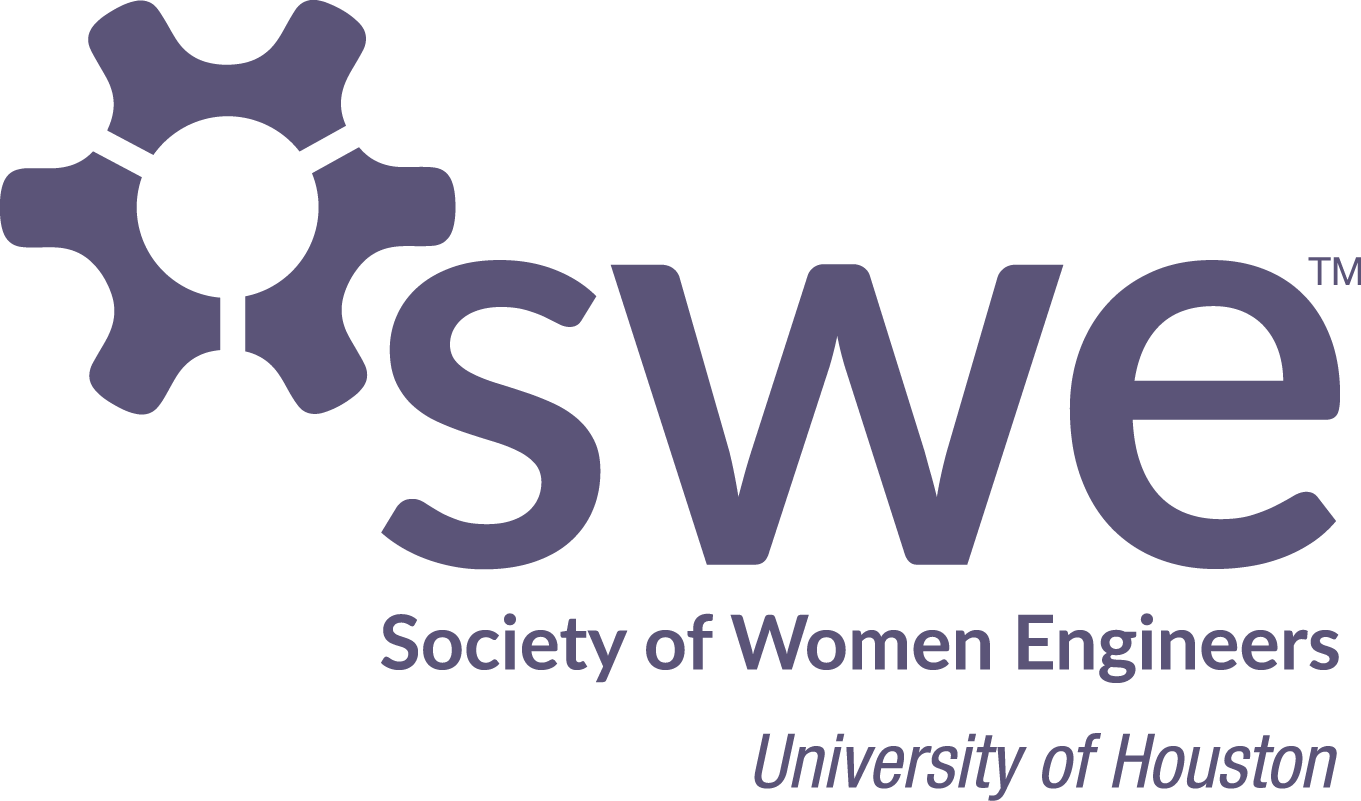 swe™
Society of Women Engineers
University of Houston